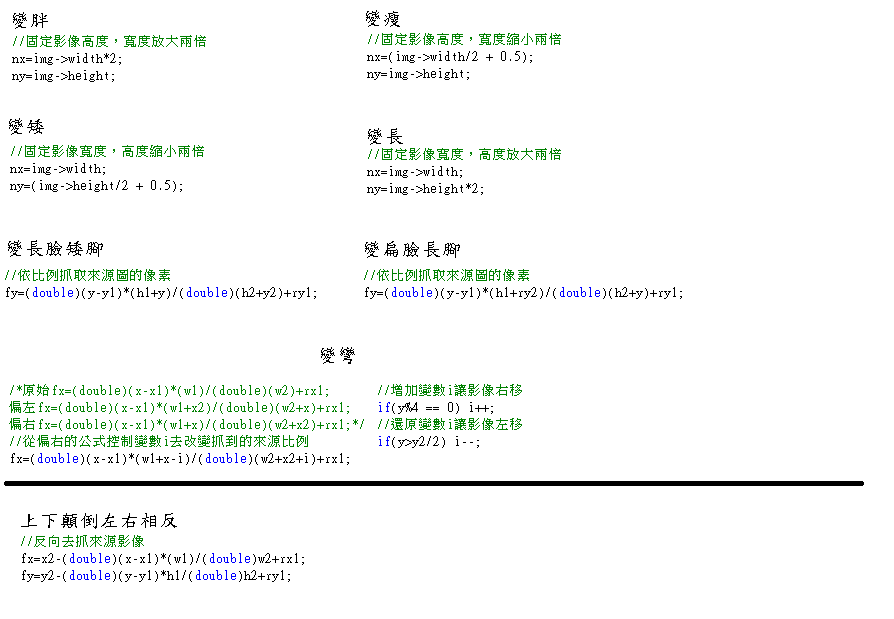 變胖
//固定影像高度，寬度放大兩倍
nx=img->width*2;
ny=img->height;
變瘦
//固定影像高度，寬度縮小兩倍
nx=(img->width/2 + 0.5);
ny=img->height;
變矮
//固定影像寬度，高度縮小兩倍
nx=img->width;
ny=(img->height/2 + 0.5);
變長
//固定影像寬度，高度放大兩倍
nx=img->width;
ny=img->height*2;
變長臉矮腳
//依比例抓取來源圖的像素
fy=(double)(y-y1)*(h1+y)/(double)(h2+y2)+ry1;
變扁臉長腳
//依比例抓取來源圖的像素
fy=(double)(y-y1)*(h1+ry2)/(double)(h2+y)+ry1;
變彎
/*原始fx=(double)(x-x1)*(w1)/(double)(w2)+rx1;
偏左fx=(double)(x-x1)*(w1+x2)/(double)(w2+x)+rx1;
偏右fx=(double)(x-x1)*(w1+x)/(double)(w2+x2)+rx1;*/
//從偏右的公式控制變數i去改變抓到的來源比例
fx=(double)(x-x1)*(w1+x-i)/(double)(w2+x2+i)+rx1;
//增加變數i讓影像右移
if(y%4 == 0) i++;
//還原變數i讓影像左移
if(y>y2/2) i--;
上下顛倒左右相反
//反向去抓來源影像
fx=x2-(double)(x-x1)*(w1)/(double)w2+rx1;
fy=y2-(double)(y-y1)*h1/(double)h2+ry1;